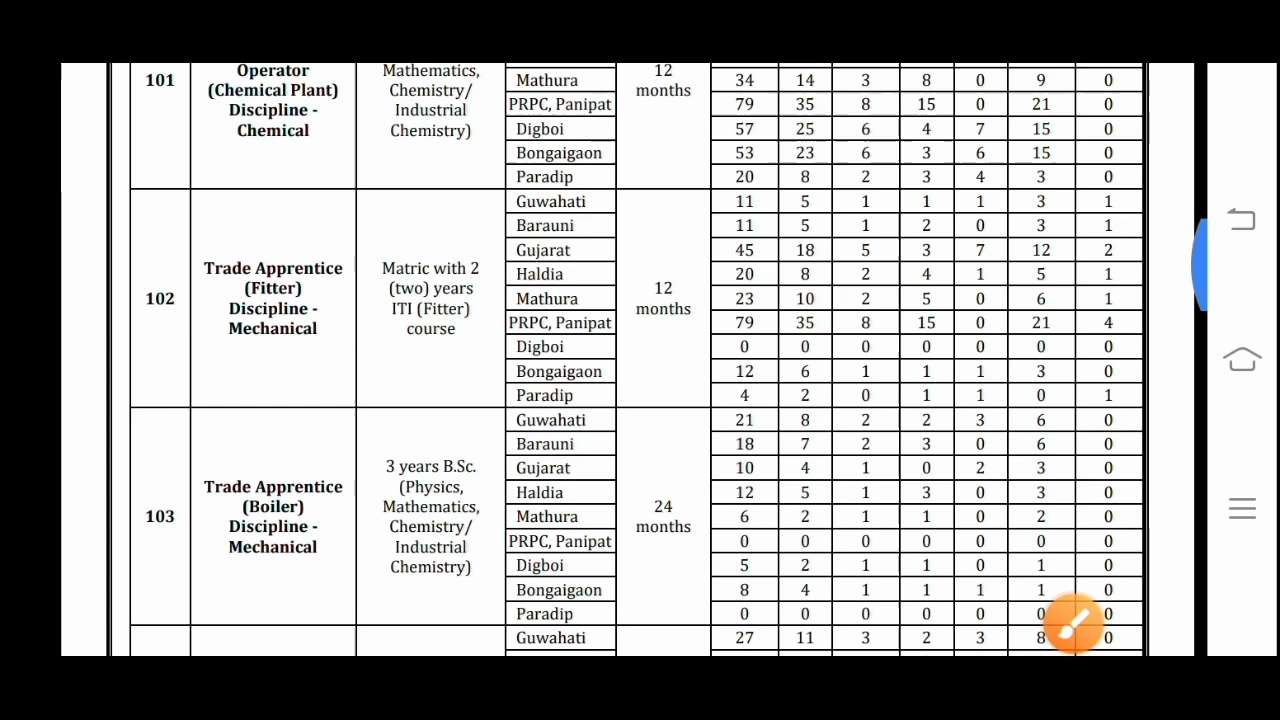 101
Operator
(Chemical Plant)
Discipline -
Chemical
Mathematics,
Chemistry/
Industrial
Chemistry)
12
months
Mathura 34 14 3 8 0 9 0
PRPC, Panipat 79 35 8 15 0 21 0
Digboi 57 25 6 4 7 15 0
Bongaigaon 53 23 6 3 6 15 0
Paradip 20 8 2 3 4 3 0
102
Trade Apprentice
(Fitter)
Discipline -
Mechanical
Matric with 2
(two) years
ITI (Fitter)
course
12
months
Guwahati 11 5 1 1 1 3 1
Barauni 11 5 1 2 0 3 1
Gujarat 45 18 5 3 7 12 2
Haldia 20 8 2 4 1 5 1
Mathura 23 10 2 5 0 6 1
PRPC, Panipat 79 35 8 15 0 21 4
Digboi 0 0 0 0 0 0 0
Bongaigaon 12 6 1 1 1 3 0
Paradip 4 2 0 1 1 0 1
103
Trade Apprentice
(Boiler)
Discipline -
Mechanical
3 years B.Sc.
(Physics,
Mathematics,
Chemistry/
Industrial
Chemistry)
24
months
Guwahati 21 8 2 2 3 6 0
Barauni 18 7 2 3 0 6 0
Gujarat 10 4 1 0 2 3 0
Haldia 12 5 1 3 0 3 0
Mathura 6 2 1 1 0 2 0
PRPC, Panipat 0 0 0 0 0 0 0
Digboi 5 2 1 1 0 1 0
Bongaigaon 8 4 1 1 1 1 0
Paradip 0 0 0 0 0 0 0
Guwahati 27 11 3 2 3 8 0